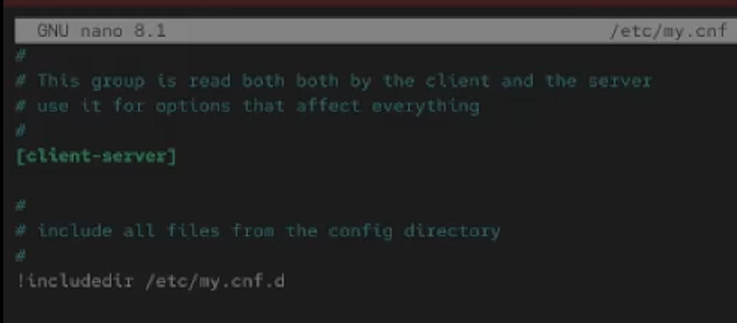 GNU nano 8.1 /etc/my.cnf
#
# This group is read both both by the client and the server
# use it for options that affect everything
#
[client-server]
#
# include all files from the config directory
#
!includedir /etc/my.cnf.d